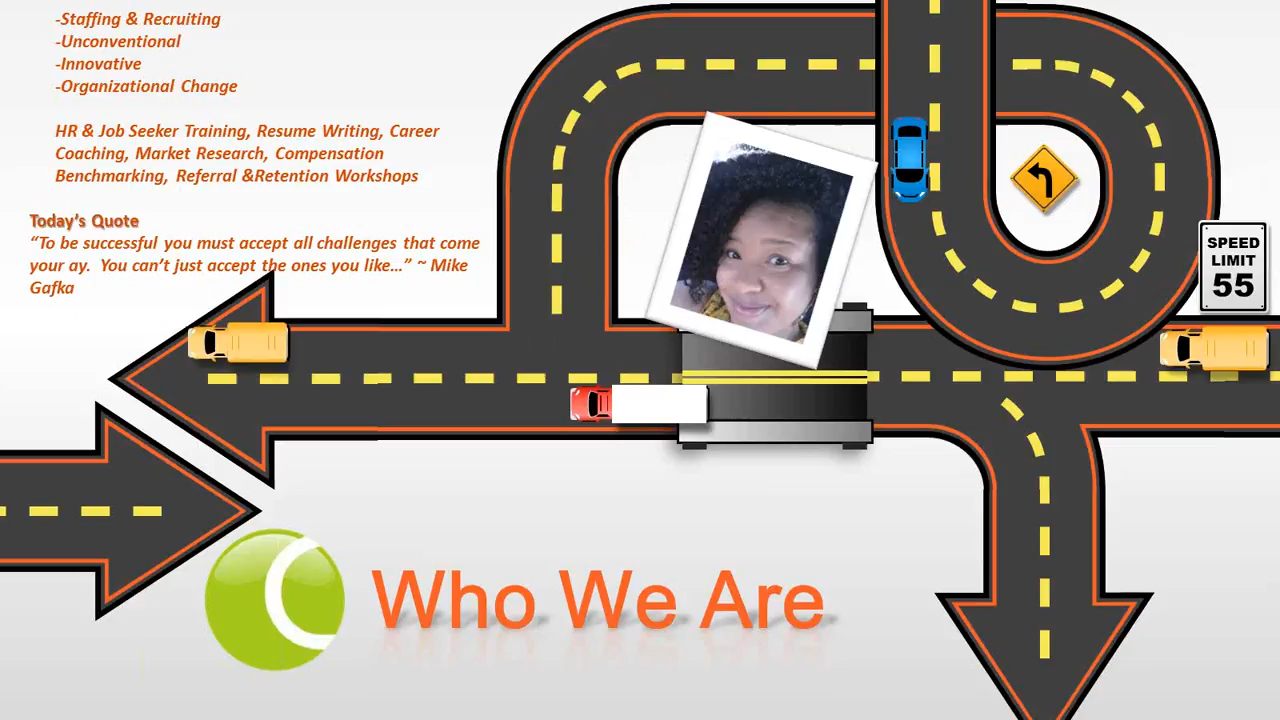 -Staffing & Recruiting
-Unconventional
-Innovative
-Organizational Change
HR & Job Seeker Training, Resume Writing, Career
Coaching, Market Research, Compensation
Benchmarking, Referral &Retention Workshops
Today's Quote
“To be successful you must accept all challenges that come
your ay. You can't just accept the ones you like…” ~ Mike
Gafka
SPEED
LIMIT
55
Who We Are